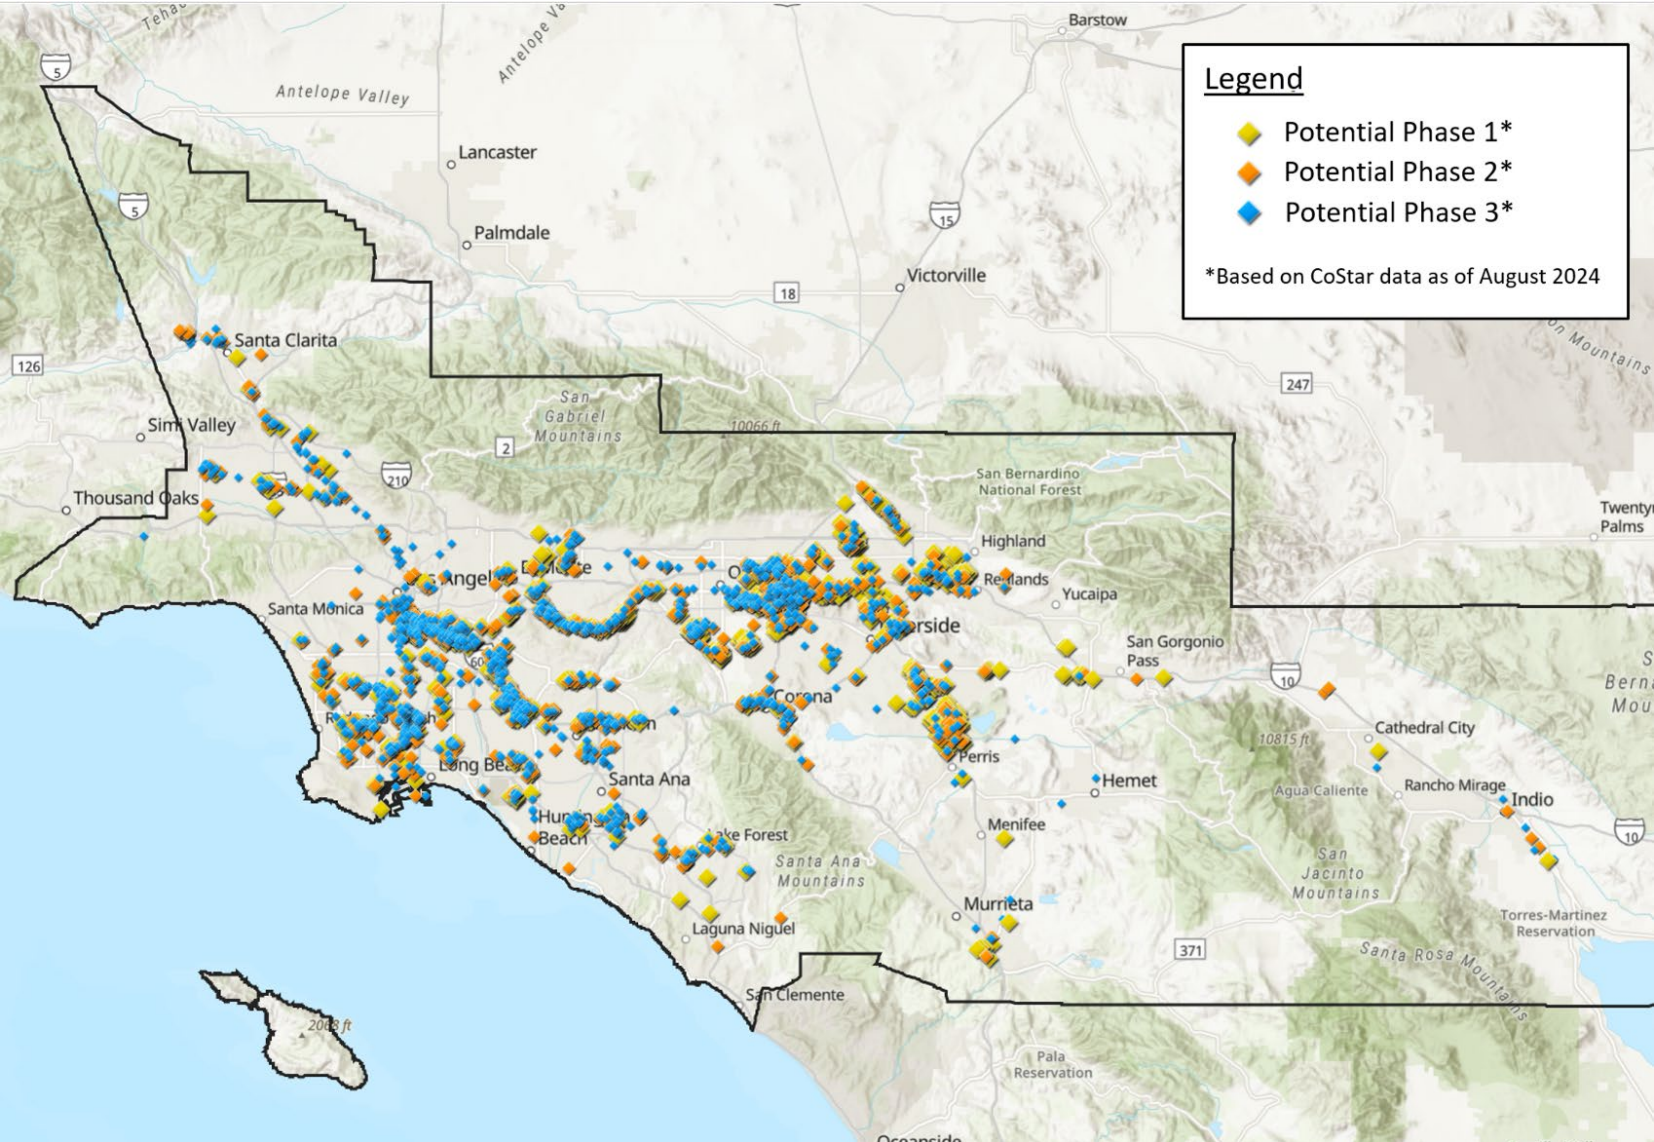 Legend
Potential Phase 1*
Potential Phase 2*
Potential Phase 3*
*Based on CoStar data as of August 2024
Barstow
5
Antelope Valley
Lancaster
5
15
Palmdale
Victorville
18
Santa Clarita
126
247
San
Gabriel
Mountains
Simi Valley
10066 ft
2
210
San Bernardino
National Forest
Thousand Oaks
Highland
Redlands
Yucaipa
Santa Monica
San Gorgonio
Pass
10
Corona
Cathedral City
10815 ft
Perris
Long
Santa Ana
Hemet
Agua Caliente
Rancho Mirage
Indio
Beach
Lake Forest
Menifee
10
Santa Ana
Mountains
San
Jacinto
Mountains
Murrieta
Laguna Niguel
371
Torres-Martinez
Reservation
Santa Rosa Mountains
San Clemente
2068 ft
Pala
Reservation